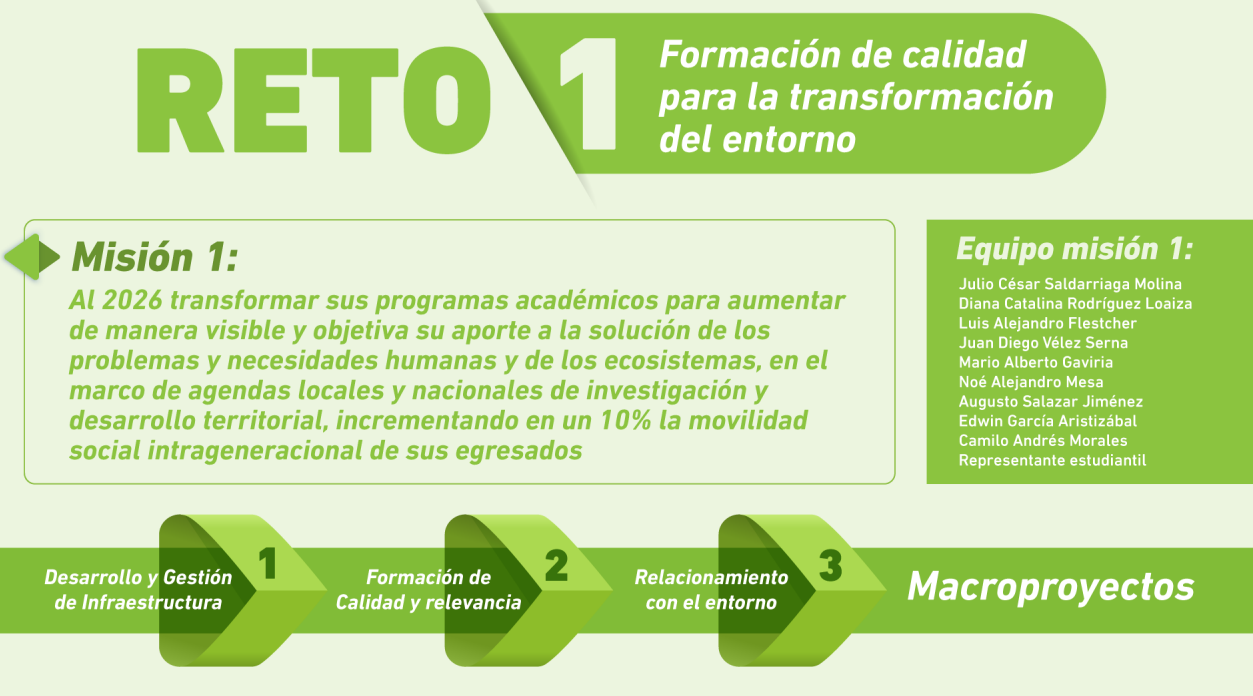 RETO 1
Formación de calidad
para la transformación
del entorno
Misión 1:
Al 2026 transformar sus programas académicos para aumentar
de manera visible y objetiva su aporte a la solución de los
problemas y necesidades humanas y de los ecosistemas, en el
marco de agendas locales y nacionales de investigación y
desarrollo territorial, incrementando en un 10% la movilidad
social intrageneracional de sus egresados
Equipo misión 1:
Julio César Saldarriaga Molina
Diana Catalina Rodríguez Loaiza
Luis Alejandro Flestcher
Juan Diego Vélez Serna
Mario Alberto Gaviria
Noé Alejandro Mesa
Augusto Salazar Jiménez
Edwin García Aristizábal
Camilo Andrés Morales
Representante estudiantil
Desarrollo y Gestión
de Infraestructura
1
Formación de
Calidad y relevancia
2
Relacionamiento
con el entorno
3
Macroproyectos